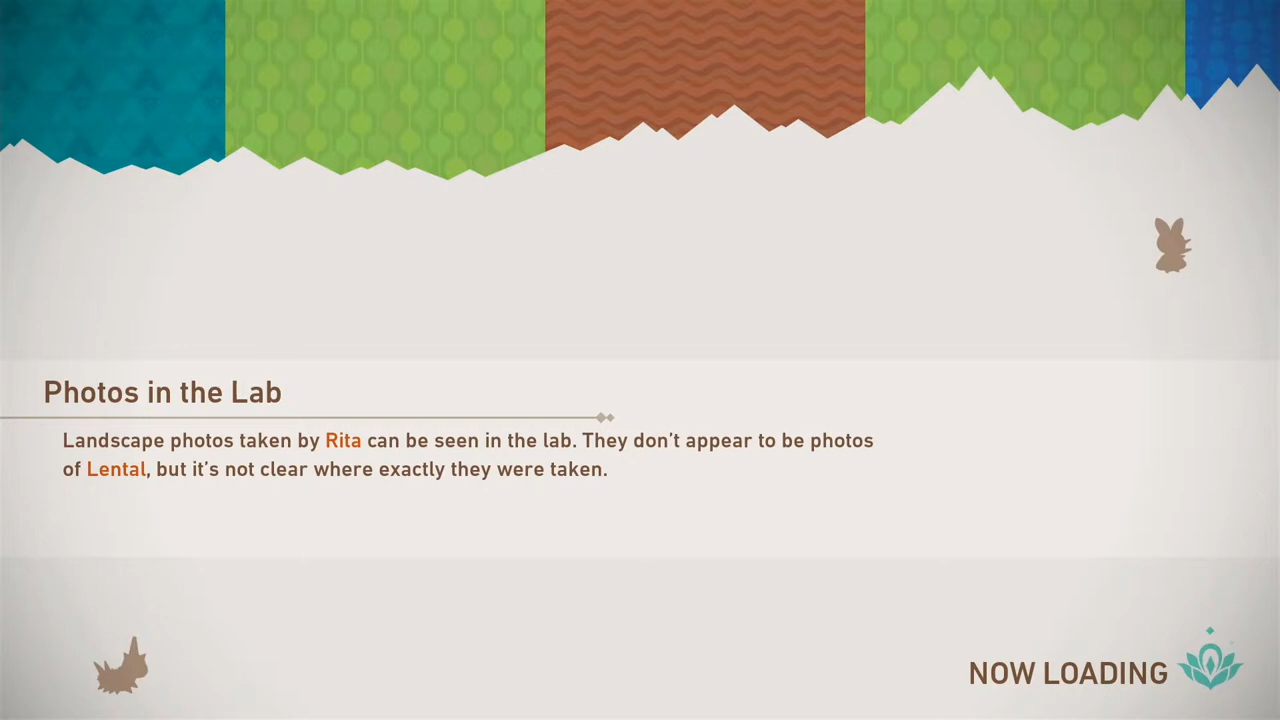 Photos in the Lab
Landscape photos taken by Rita can be seen in the lab. They don't appear to be photos
of Lental, but it's not clear where exactly they were taken.
NOW LOADING